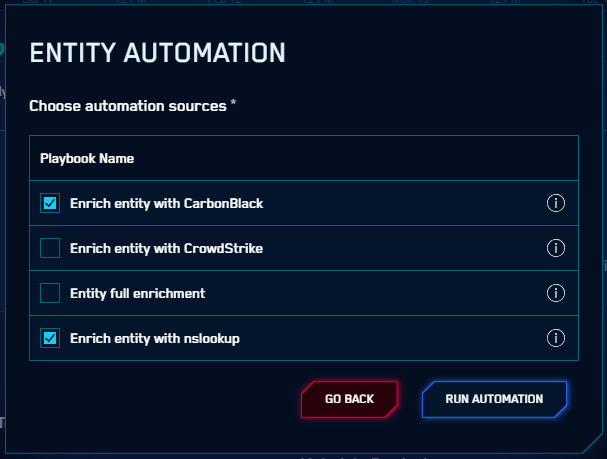 ENTITY AUTOMATION
Choose automation sources *
Playbook Name
Enrich entity with CarbonBlack
Enrich entity with CrowdStrike
Entity full enrichment
Enrich entity with nslookup
GO BACK
RUN AUTOMATION